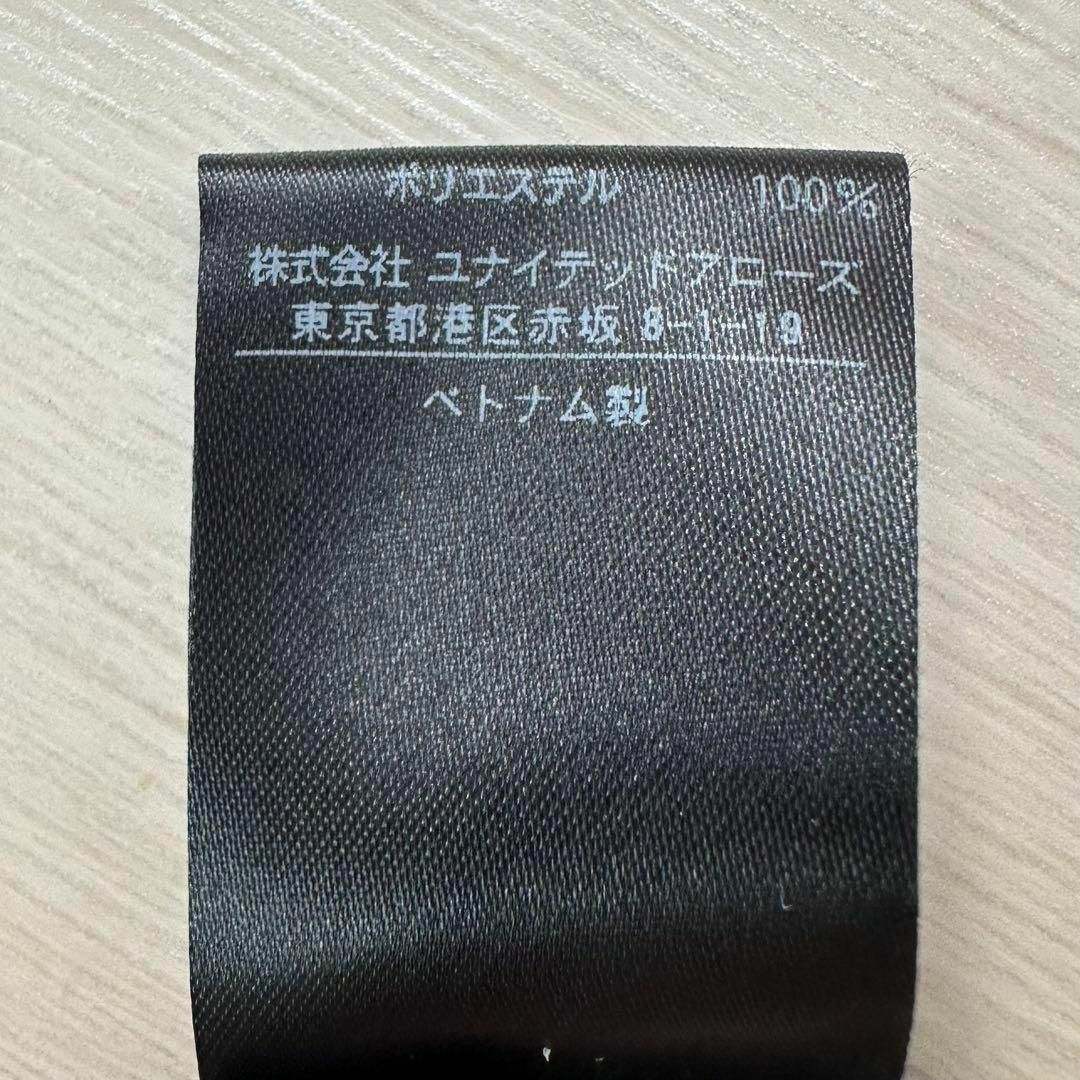 ポリエステル 100%
株式会社 ユナイテッドアローズ
東京都港区赤坂 8-1-19
ベトナム製